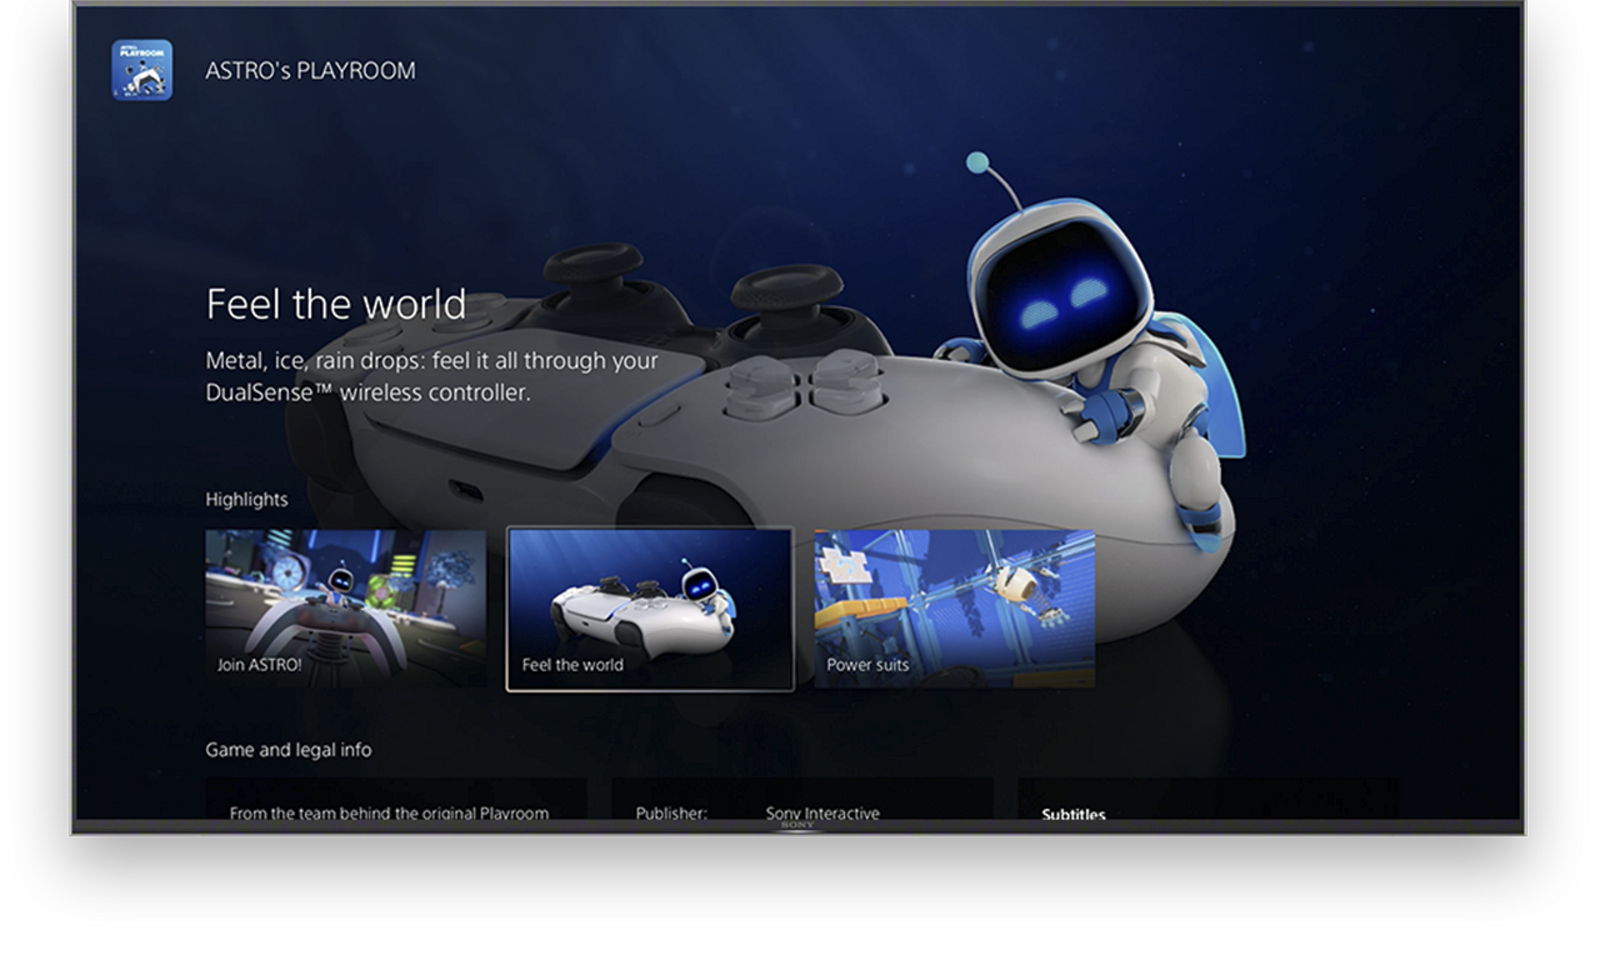 ASTRO's
PLAYROOM
ASTRO's PLAYROOM
Feel the world
Metal, ice, rain drops: feel it all through your
DualSense™ wireless controller.
Highlights
Join ASTRO!
Feel the world
Power suits
Game and legal info
From the team behind the original Playroom
Publisher: Sony Interactive
Subtitles
SONY